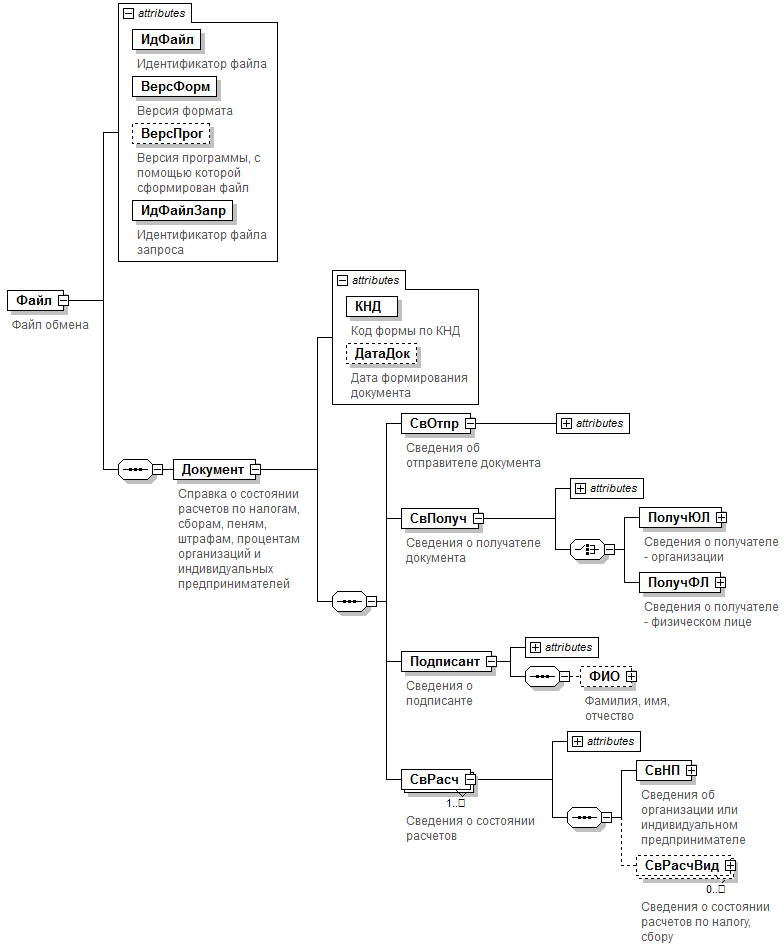 attributes
ИдФайл
Идентификатор файла
ВерсФорм
Версия формата
ВерсПрог
Версия программы, с
помощью которой
сформирован файл
ИдФайлЗапр
Идентификатор файла
запроса
Файл
Файл обмена
attributes
КНД
Код формы по КНД
ДатаДок
Дата формирования
документа
Документ
Справка о состоянии
расчетов по налогам,
сборам, пеням,
штрафам, процентам
организаций и
индивидуальных
предпринимателей
СвОтпр
attributes
Сведения об
отправителе документа
СвПолуч
attributes
Сведения о получателе
документа
ПолучЮЛ
Сведения о получателе
- организации
ПолучФЛ
Сведения о получателе
- физическом лице
Подписант
attributes
Сведения о
подписанте
ФИО
Фамилия, имя,
отчество
СвРасч
attributes
1..
Сведения о состоянии
расчетов
СвНП
Сведения об
организации или
индивидуальном
предпринимателе
СвРасчВид
0..
Сведения о состоянии
расчетов по налогу,
сбору